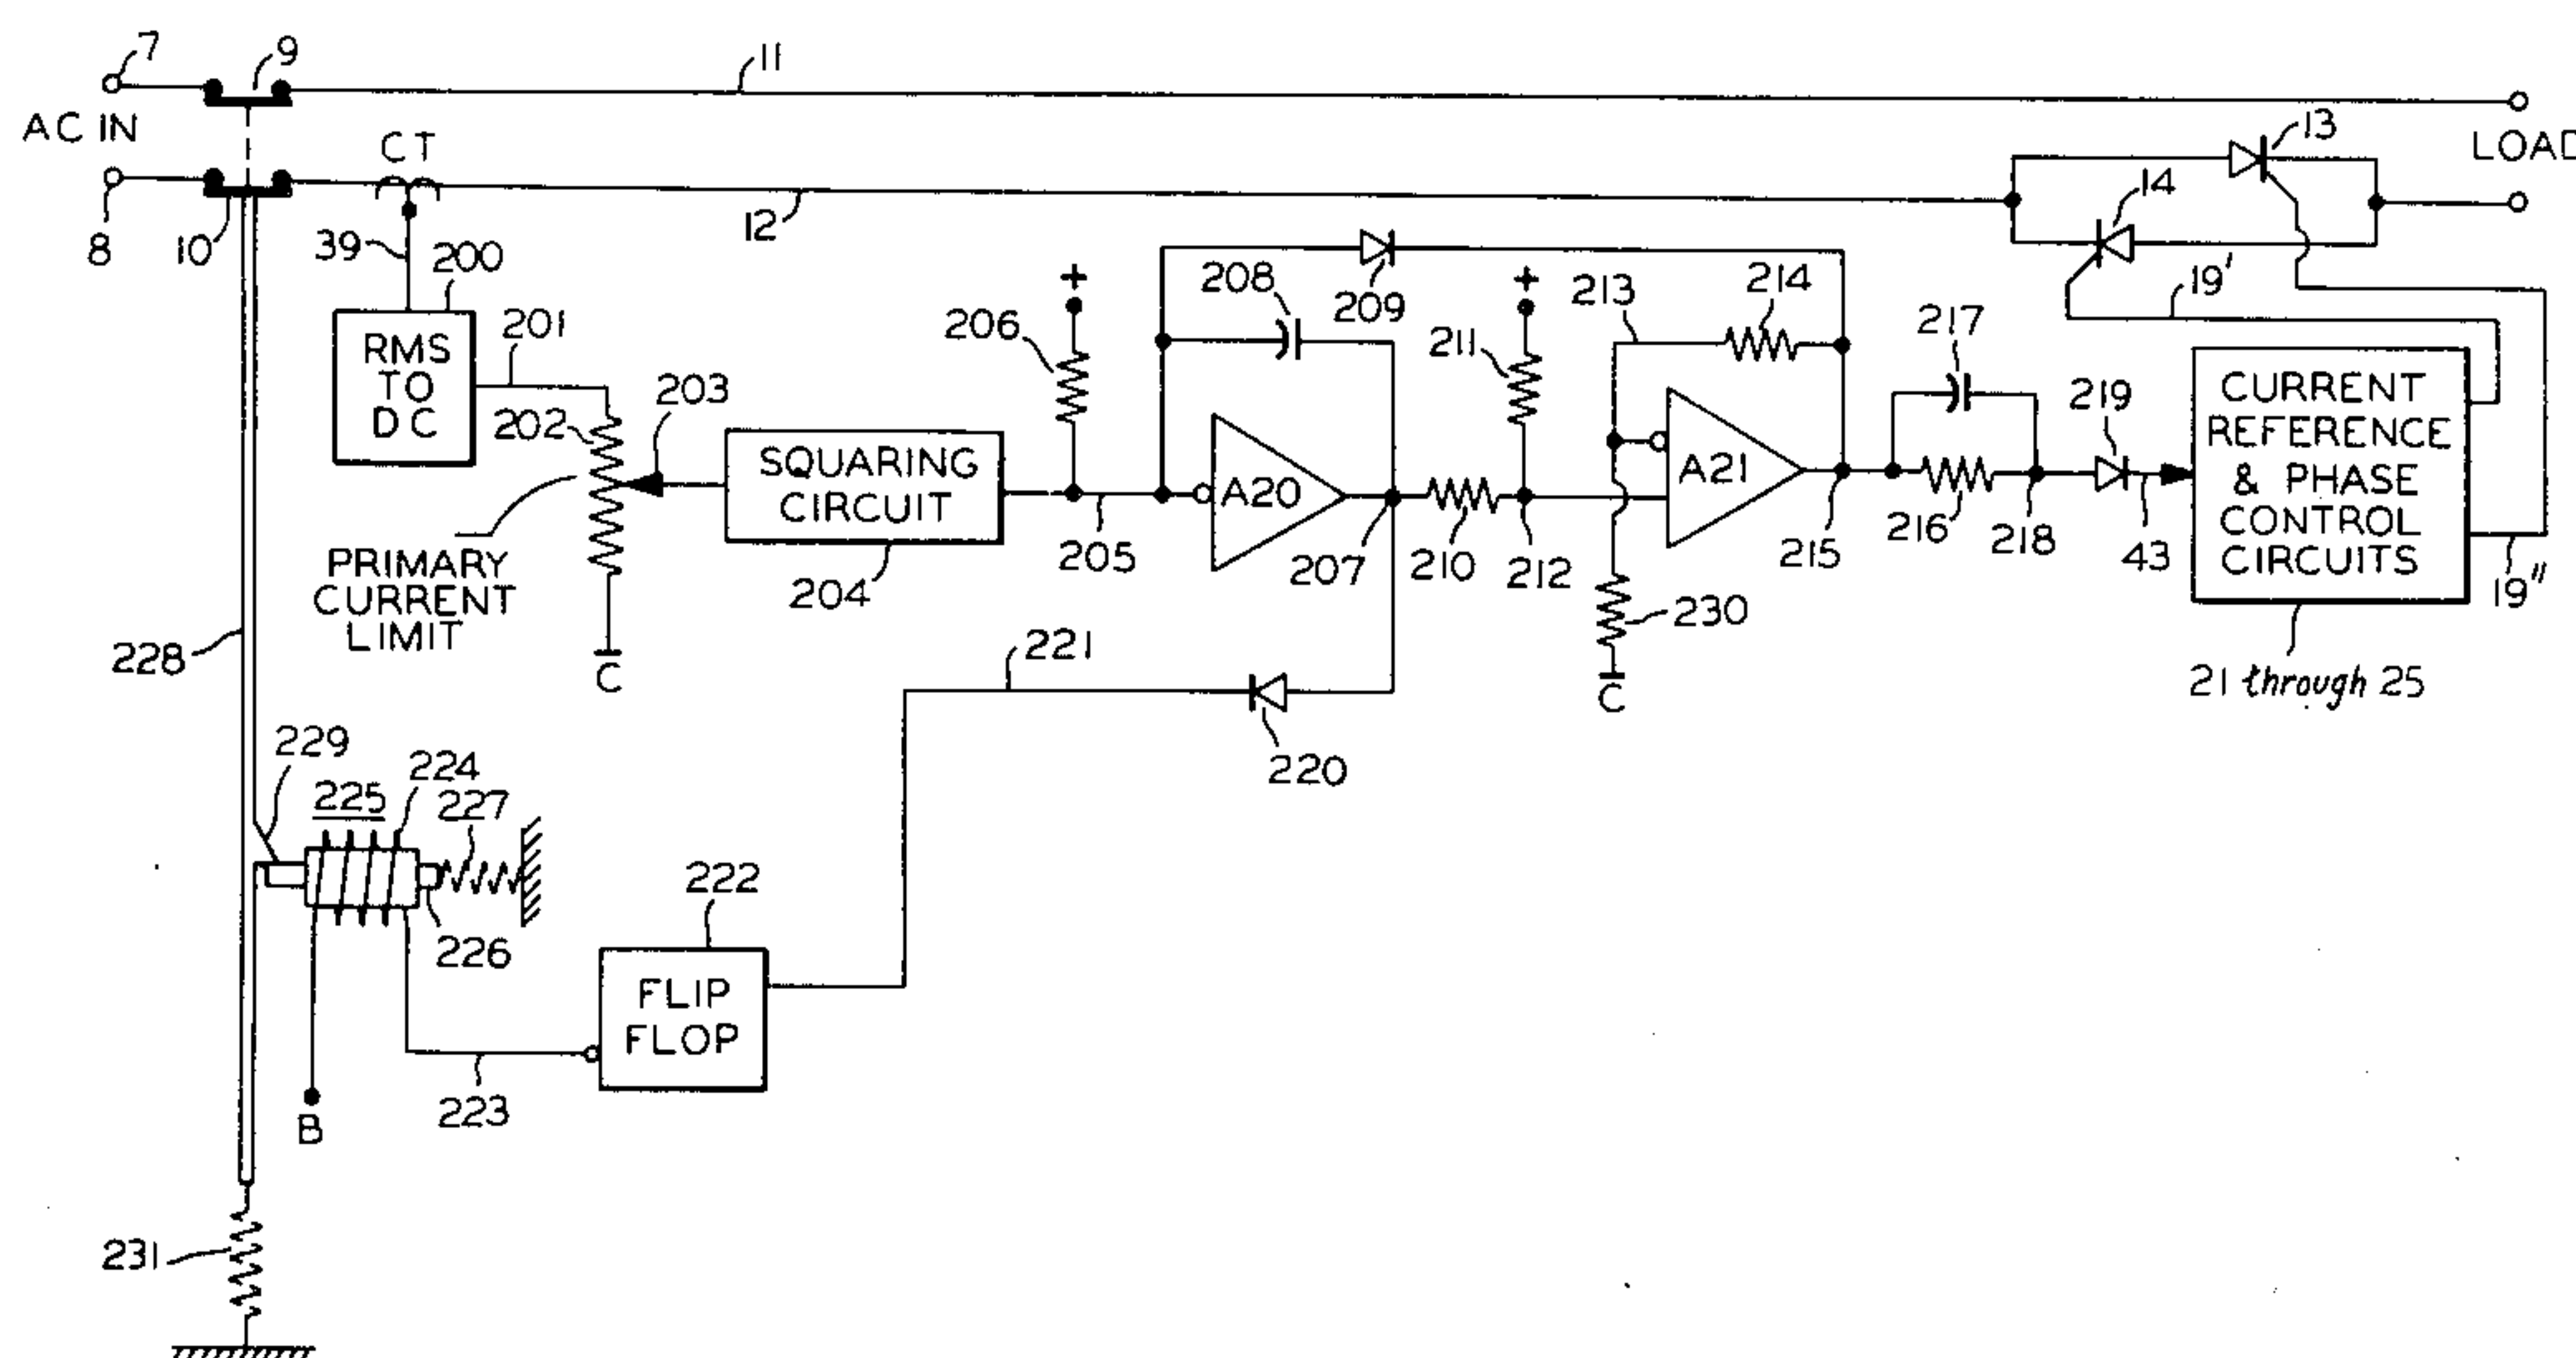 7
9
11
AC IN
CT
13
LOAD
8
10
39
200
12
14
RMS
TO
DC
201
202
203
+
206
208
209
+
211
213
214
217
219
19'
CURRENT
REFERENCE
& PHASE
CONTROL
CIRCUITS
SQUARING
CIRCUIT
A20
A21
204
205
207
210
212
215
216
218
43
19"
PRIMARY
CURRENT
LIMIT
C
230
C
21 through 25
228
221
220
229
225
224
227
226
222
FLIP
FLOP
223
B
231